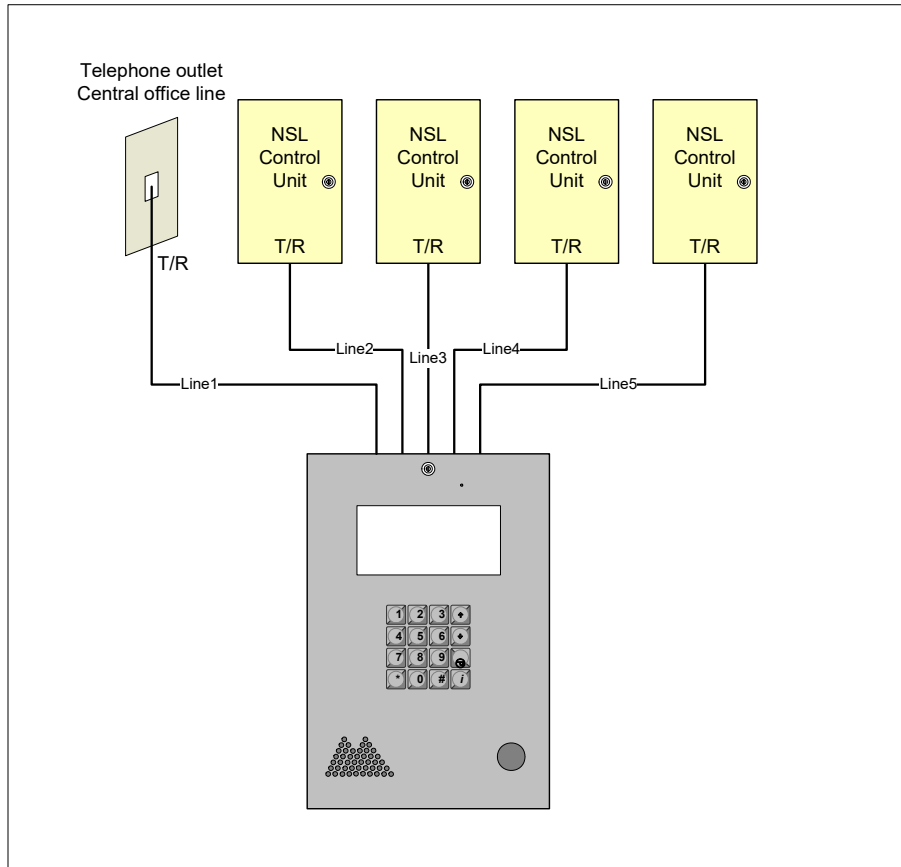 Telephone outlet
Central office line
T/R
NSL
Control
Unit
T/R
NSL
Control
Unit
T/R
NSL
Control
Unit
T/R
NSL
Control
Unit
T/R
Line1
Line2
Line3
Line4
Line5
1 2 3
4 5 6
7 8 9
* 0 # i